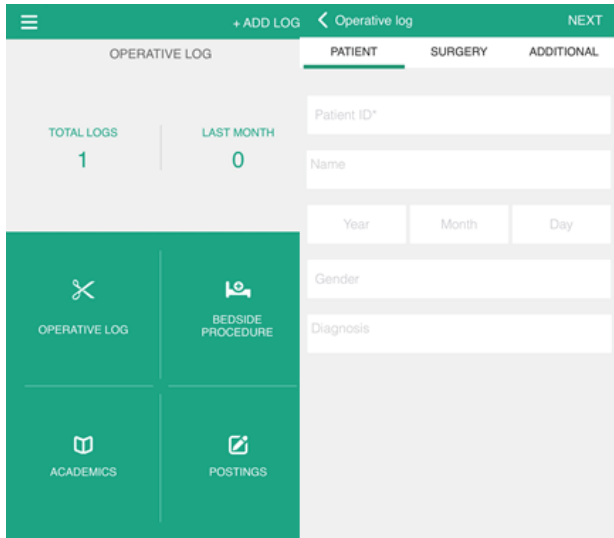 + ADD LOG
OPERATIVE LOG
TOTAL LOGS
1
LAST MONTH
0
OPERATIVE LOG
BEDSIDE
PROCEDURE
ACADEMICS
POSTINGS
Operative log
NEXT
PATIENT
SURGERY
ADDITIONAL
Patient ID*
Name
Year
Month
Day
Gender
Diagnosis